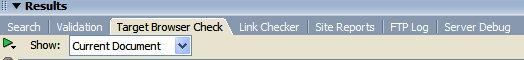 Results
Search Validation Target Browser Check Link Checker Site Reports FTP Log Server Debug
Show: Current Document